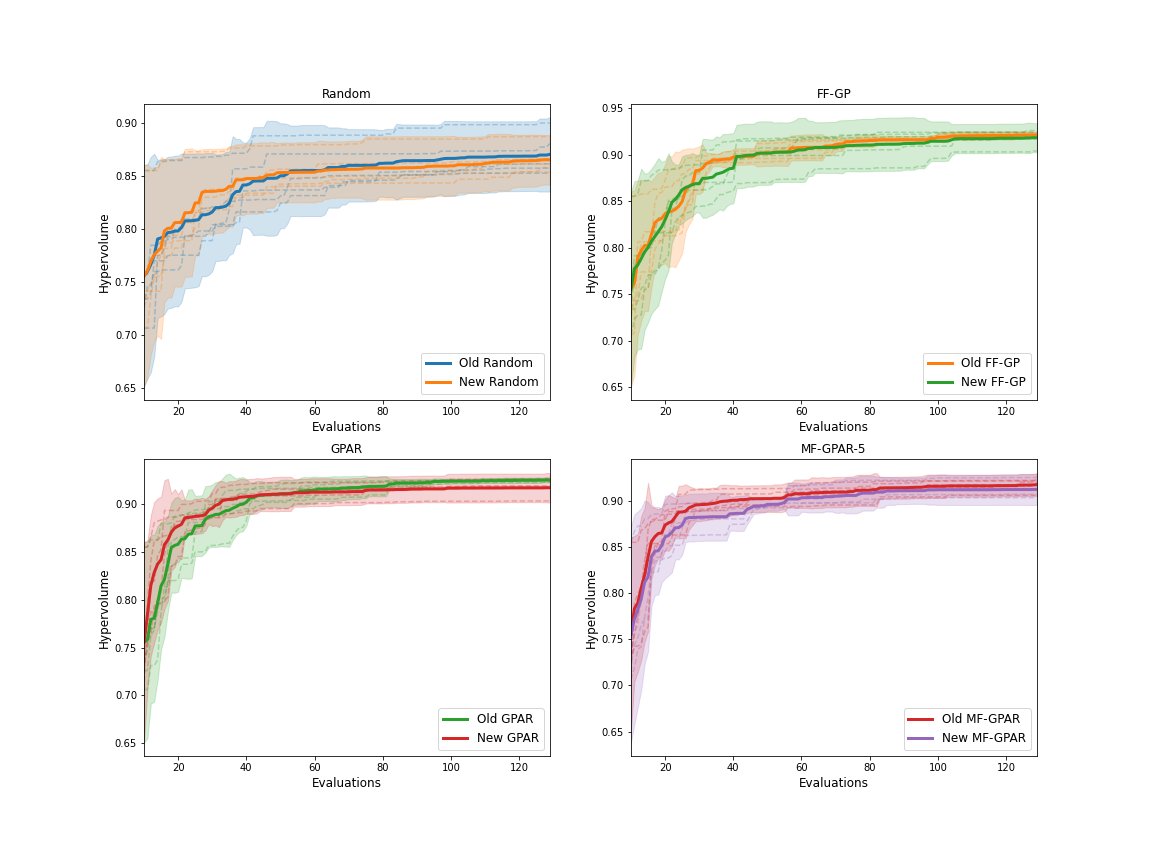 Random
Hypervolume
0.90
0.85
0.80
0.75
0.70
0.65
20 40 60 80 100 120
Evaluations
Old Random
New Random
FF-GP
Hypervolume
0.95
0.90
0.85
0.80
0.75
0.70
0.65
20 40 60 80 100 120
Evaluations
Old FF-GP
New FF-GP
GPAR
Hypervolume
0.90
0.85
0.80
0.75
0.70
0.65
20 40 60 80 100 120
Evaluations
Old GPAR
New GPAR
MF-GPAR-5
Hypervolume
0.90
0.85
0.80
0.75
0.70
0.65
20 40 60 80 100 120
Evaluations
Old MF-GPAR
New MF-GPAR